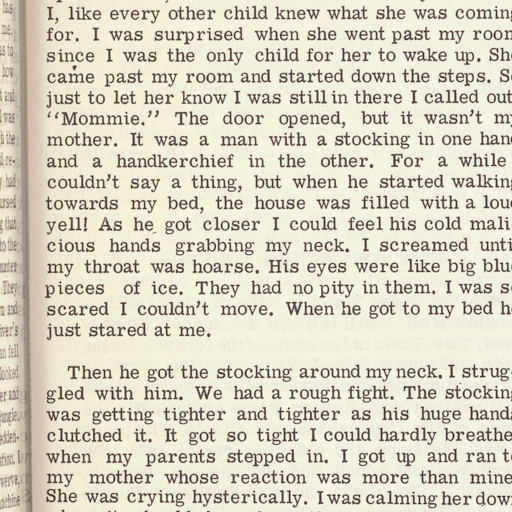 I, like every other child knew what she was coming
for. I was surprised when she went past my room
since I was the only child for her to wake up. She
came past my room and started down the steps. So
just to let her know I was still in there I called out
"Mommie." The door opened, but it wasn't my
mother. It was a man with a stocking in one hand
and a handkerchief in the other. For a while
couldn't say a thing, but when he started walking
towards my bed, the house was filled with a loud
yell! As he got closer I could feel his cold mali-
cious hands grabbing my neck. I screamed until
my throat was hoarse. His eyes were like big blue
pieces of ice. They had no pity in them. I was so
scared I couldn't move. When he got to my bed he
just stared at me.
Then he got the stocking around my neck. I strug-
gled with him. We had a rough fight. The stocking
was getting tighter and tighter as his huge hands
clutched it. It got so tight I could hardly breathe
when my parents stepped in. I got up and ran to
my mother whose reaction was more than mine
She was crying hysterically. I was calming her down